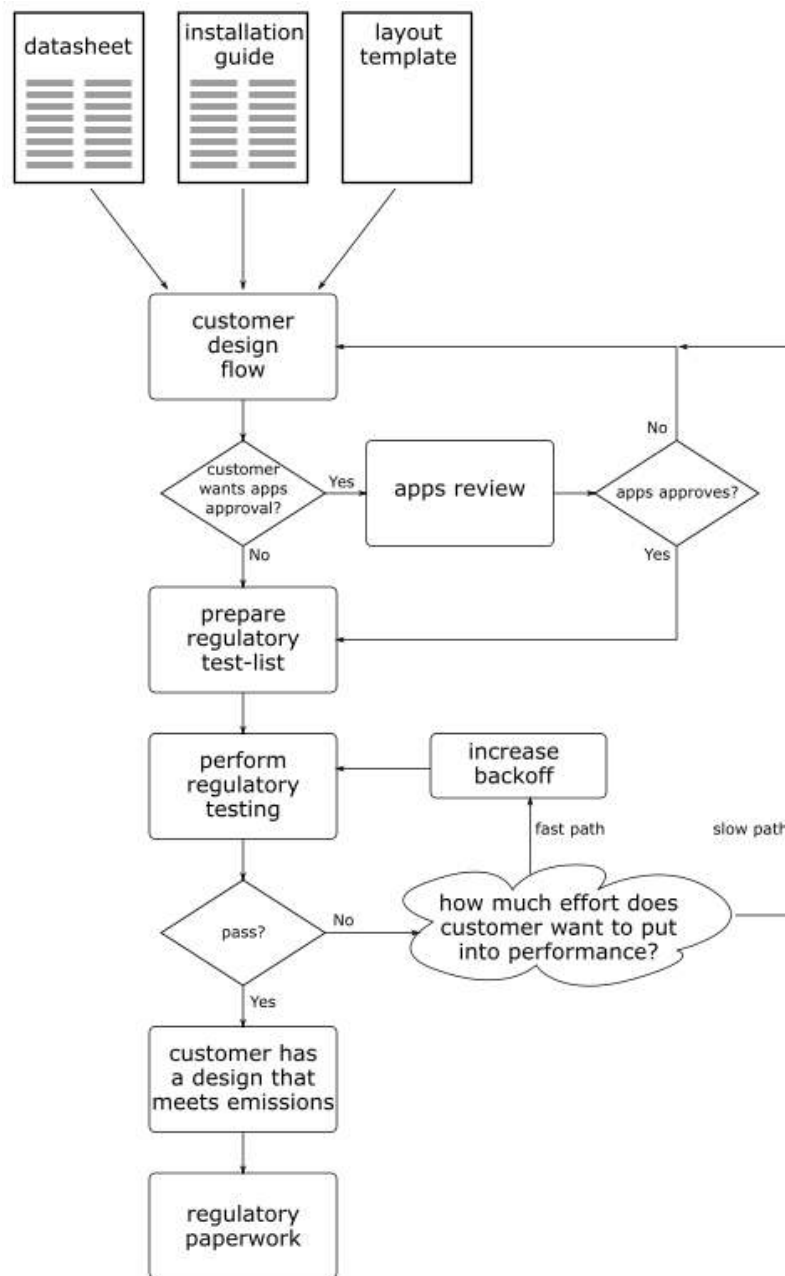 datasheet
installation
guide
layout
template
customer
design
flow
customer
wants apps
approval?
Yes
apps review
No
apps approves?
No
Yes
prepare
regulatory
test-list
perform
regulatory
testing
increase
backoff
fast path
slow path
how much effort does
customer want to put
into performance?
pass?
No
Yes
customer has
a design that
meets emissions
regulatory
paperwork